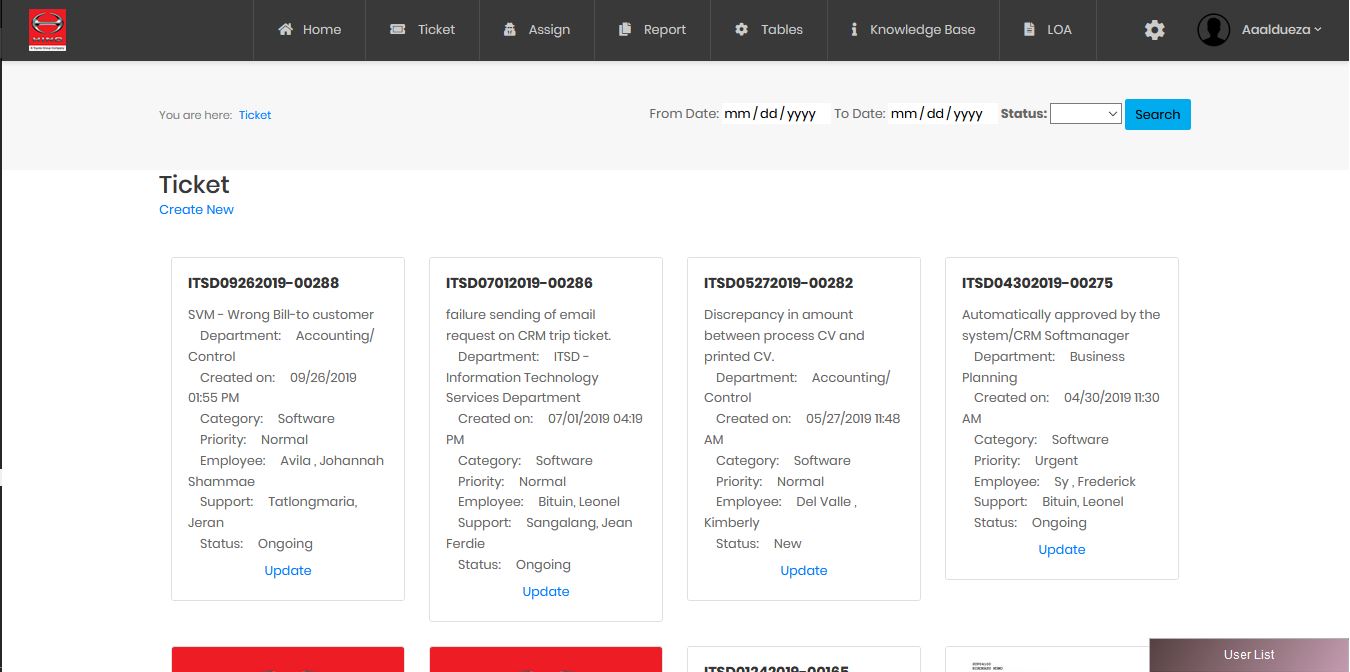 HINO
Home
Ticket
Assign
Report
Tables
Knowledge Base
LOA
Aaaldueza
You are here: Ticket
From Date: mm/dd/yyyy To Date: mm/dd/yyyy Status:
Search
Ticket
Create New
ITSD09262019-00288
SVM - Wrong Bill-to customer
Department: Accounting/
Control
Created on: 09/26/2019
01:55 PM
Category: Software
Priority: Normal
Employee: Avila , Johannah
Shammae
Support: Tatlongmaria,
Jeran
Status: Ongoing
Update
ITSD07012019-00286
failure sending of email
request on CRM trip ticket.
Department: ITSD -
Information Technology
Services Department
Created on: 07/01/2019 04:19
PM
Category: Software
Priority: Normal
Employee: Bituin, Leonel
Support: Sangalang, Jean
Ferdie
Status: Ongoing
Update
ITSD05272019-00282
Discrepancy in amount
between process CV and
printed CV.
Department: Accounting/
Control
Created on: 05/27/2019 11:48
AM
Category: Software
Priority: Normal
Employee: Del Valle ,
Kimberly
Status: New
Update
ITSD04302019-00275
Automatically approved by the
system/CRM Softmanager
Department: Business
Planning
Created on: 04/30/2019 11:30
AM
Category: Software
Priority: Urgent
Employee: Sy , Frederick
Support: Bituin, Leonel
Status: Ongoing
Update
ITSD01242019-00165
User List